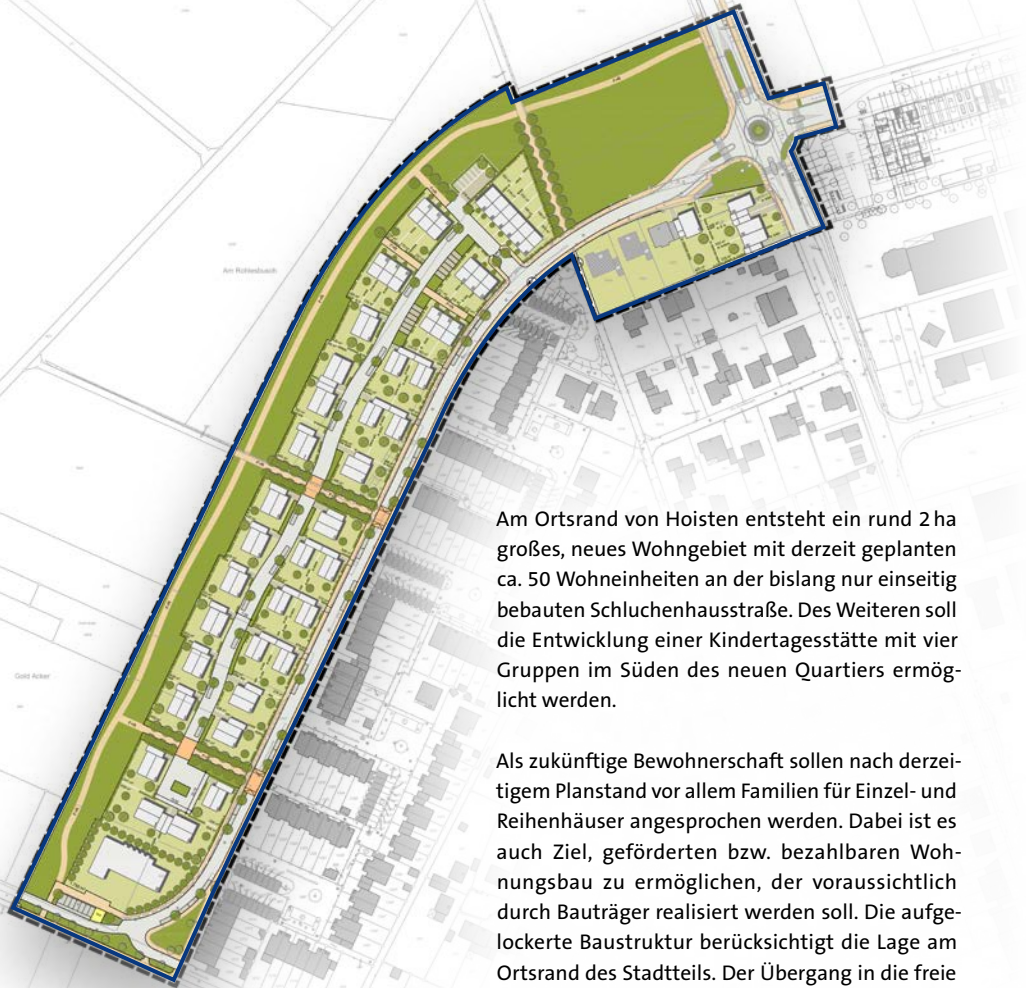 Am Rohlesbusch
Gold Acker
Am Ortsrand von Hoisten entsteht ein rund 2 ha
großes, neues Wohngebiet mit derzeit geplanten
ca. 50 Wohneinheiten an der bislang nur einseitig
bebauten Schluchenhausstraße. Des Weiteren soll
die Entwicklung einer Kindertagesstätte mit vier
Gruppen im Süden des neuen Quartiers ermög-
licht werden.
Als zukünftige Bewohnerschaft sollen nach derzei-
tigem Planstand vor allem Familien für Einzel- und
Reihenhäuser angesprochen werden. Dabei ist es
auch Ziel, geförderten bzw. bezahlbaren Woh-
nungsbau zu ermöglichen, der voraussichtlich
durch Bauträger realisiert werden soll. Die aufge-
lockerte Baustruktur berücksichtigt die Lage am
Ortsrand des Stadtteils. Der Übergang in die freie